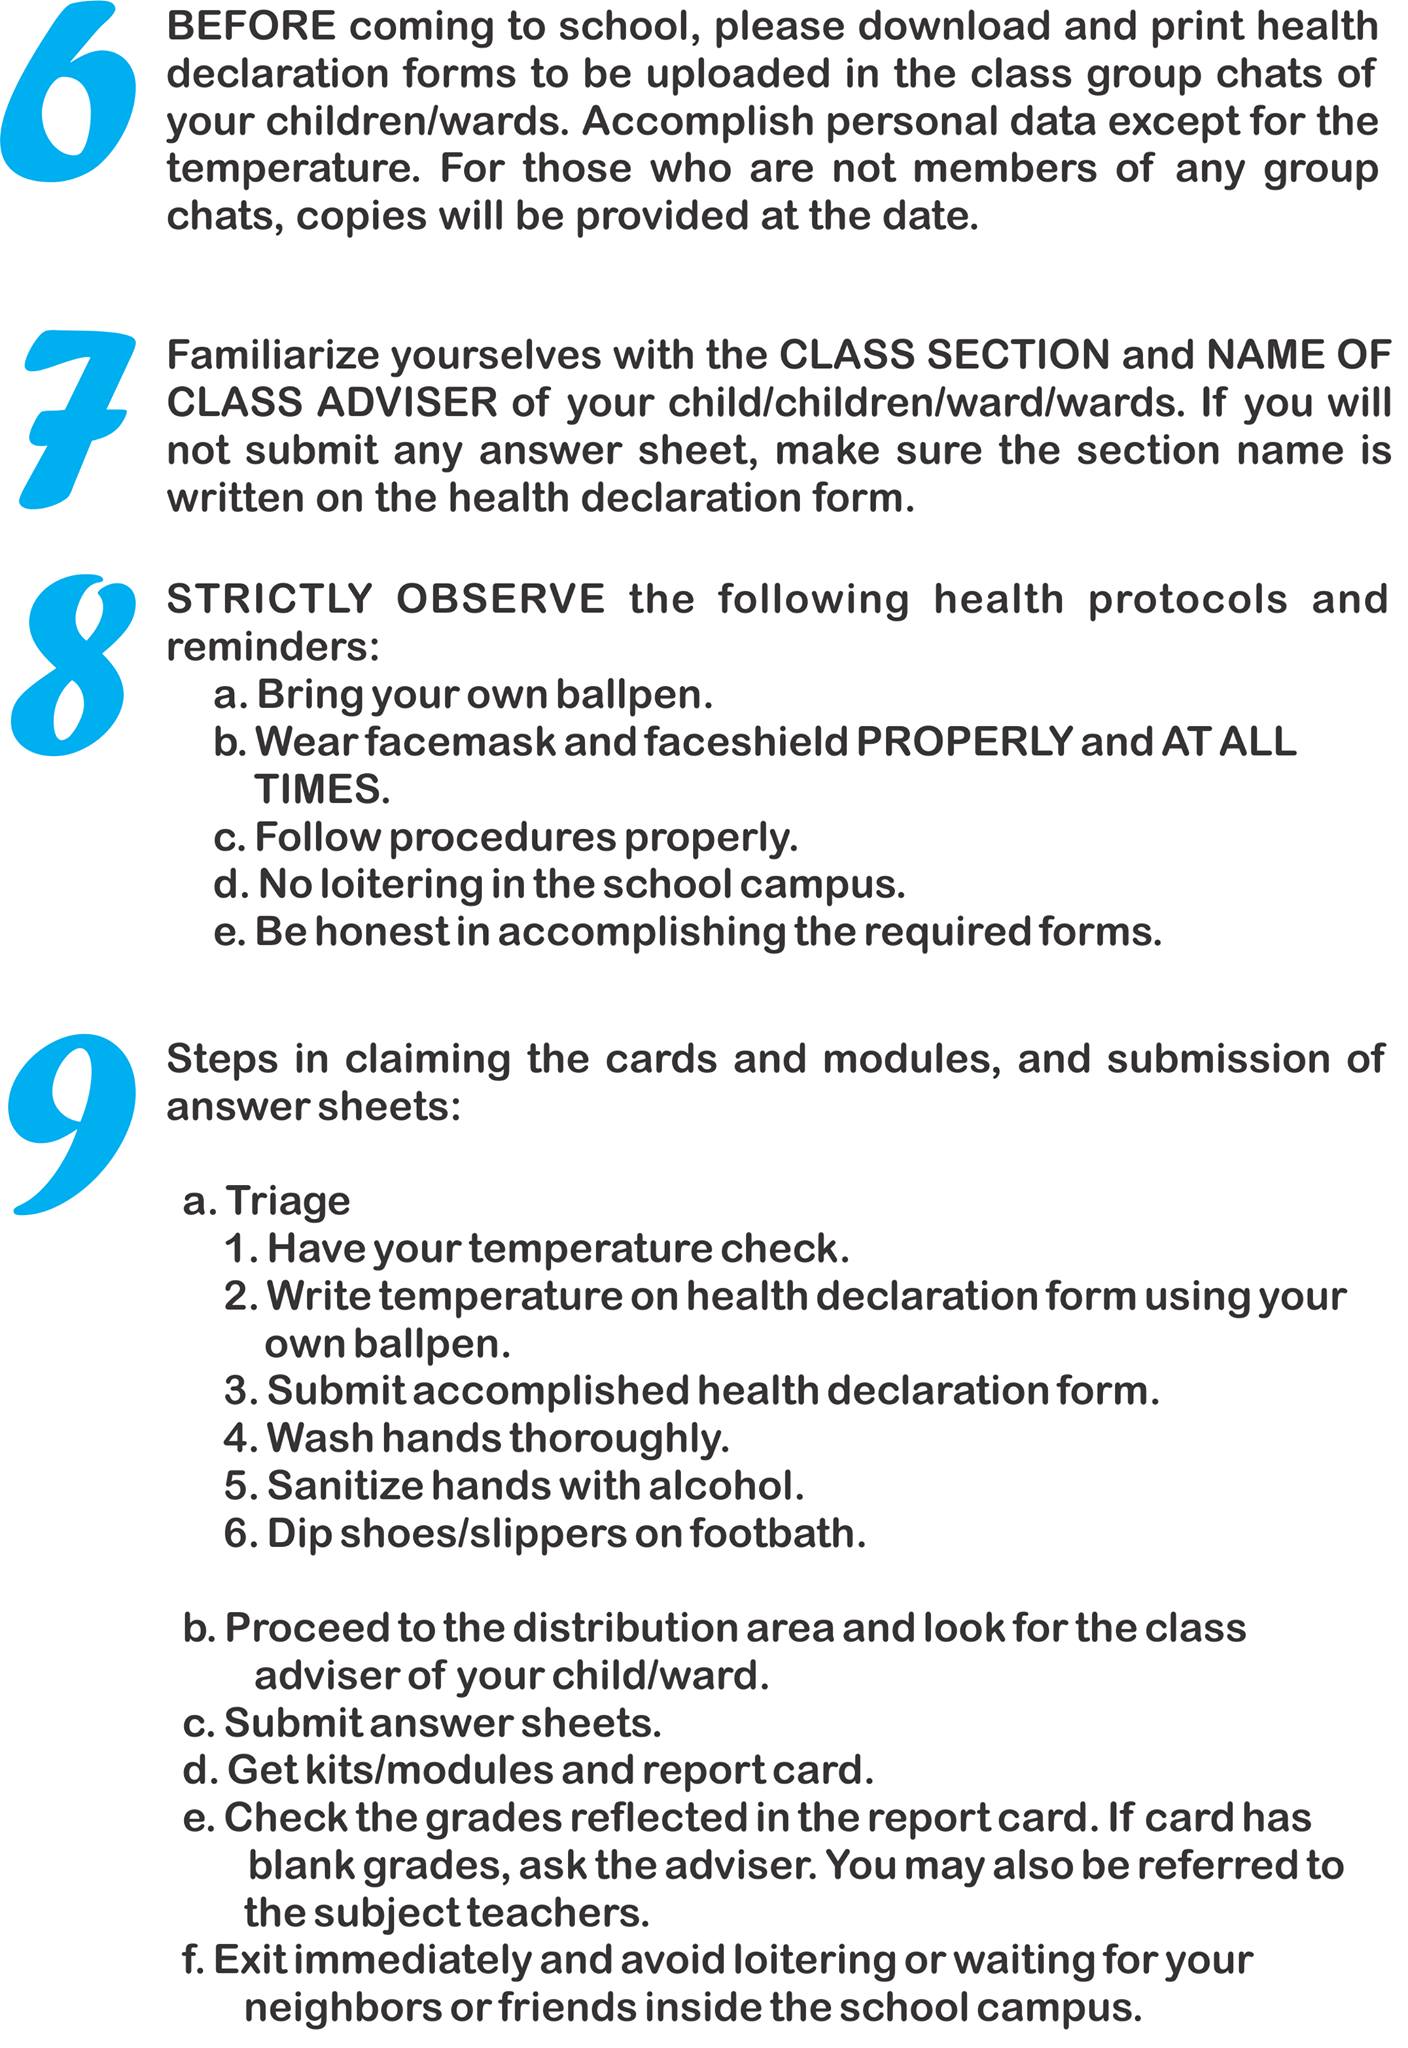 6
BEFORE coming to school, please download and print health
declaration forms to be uploaded in the class group chats of
your children/wards. Accomplish personal data except for the
temperature. For those who are not members of any group
chats, copies will be provided at the date.
7
Familiarize yourselves with the CLASS SECTION and NAME OF
CLASS ADVISER of your child/children/ward/wards. If you will
not submit any answer sheet, make sure the section name is
written on the health declaration form.
8
STRICTLY OBSERVE the following health protocols and
reminders:
a. Bring your own ballpen.
b. Wear facemask and faceshield PROPERLY and AT ALL
TIMES.
c. Follow procedures properly.
d. No loitering in the school campus.
e. Be honest in accomplishing the required forms.
9
Steps in claiming the cards and modules, and submission of
answer sheets:
a. Triage
1. Have your temperature check.
2. Write temperature on health declaration form using your
own ballpen.
3. Submit accomplished health declaration form.
4. Wash hands thoroughly.
5. Sanitize hands with alcohol.
6. Dip shoes/slippers on footbath.
b. Proceed to the distribution area and look for the class
adviser of your child/ward.
c. Submit answer sheets.
d. Get kits/modules and report card.
e. Check the grades reflected in the report card. If card has
blank grades, ask the adviser. You may also be referred to
the subject teachers.
f. Exit immediately and avoid loitering or waiting for your
neighbors or friends inside the school campus.